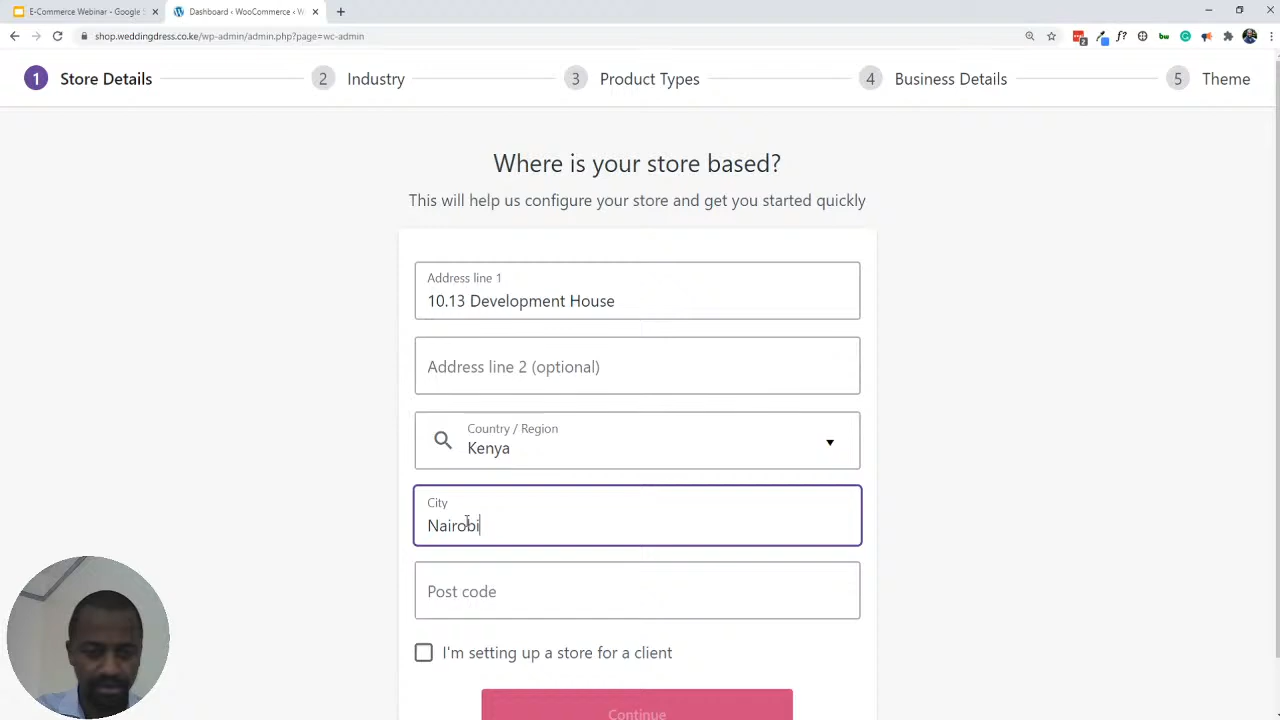 E-Commerce Webinar - Google S
Dashboard ‹ WooCommerce ‹ W
shop.weddingdress.co.ke/wp-admin/admin.php?page=wc-admin
2
f?
bw
1 Store Details
2 Industry
3 Product Types
4 Business Details
5 Theme
Where is your store based?
This will help us configure your store and get you started quickly
Address line 1
10.13 Development House
Address line 2 (optional)
Country / Region
Kenya
City
Nairobi
Post code
I'm setting up a store for a client
Continue